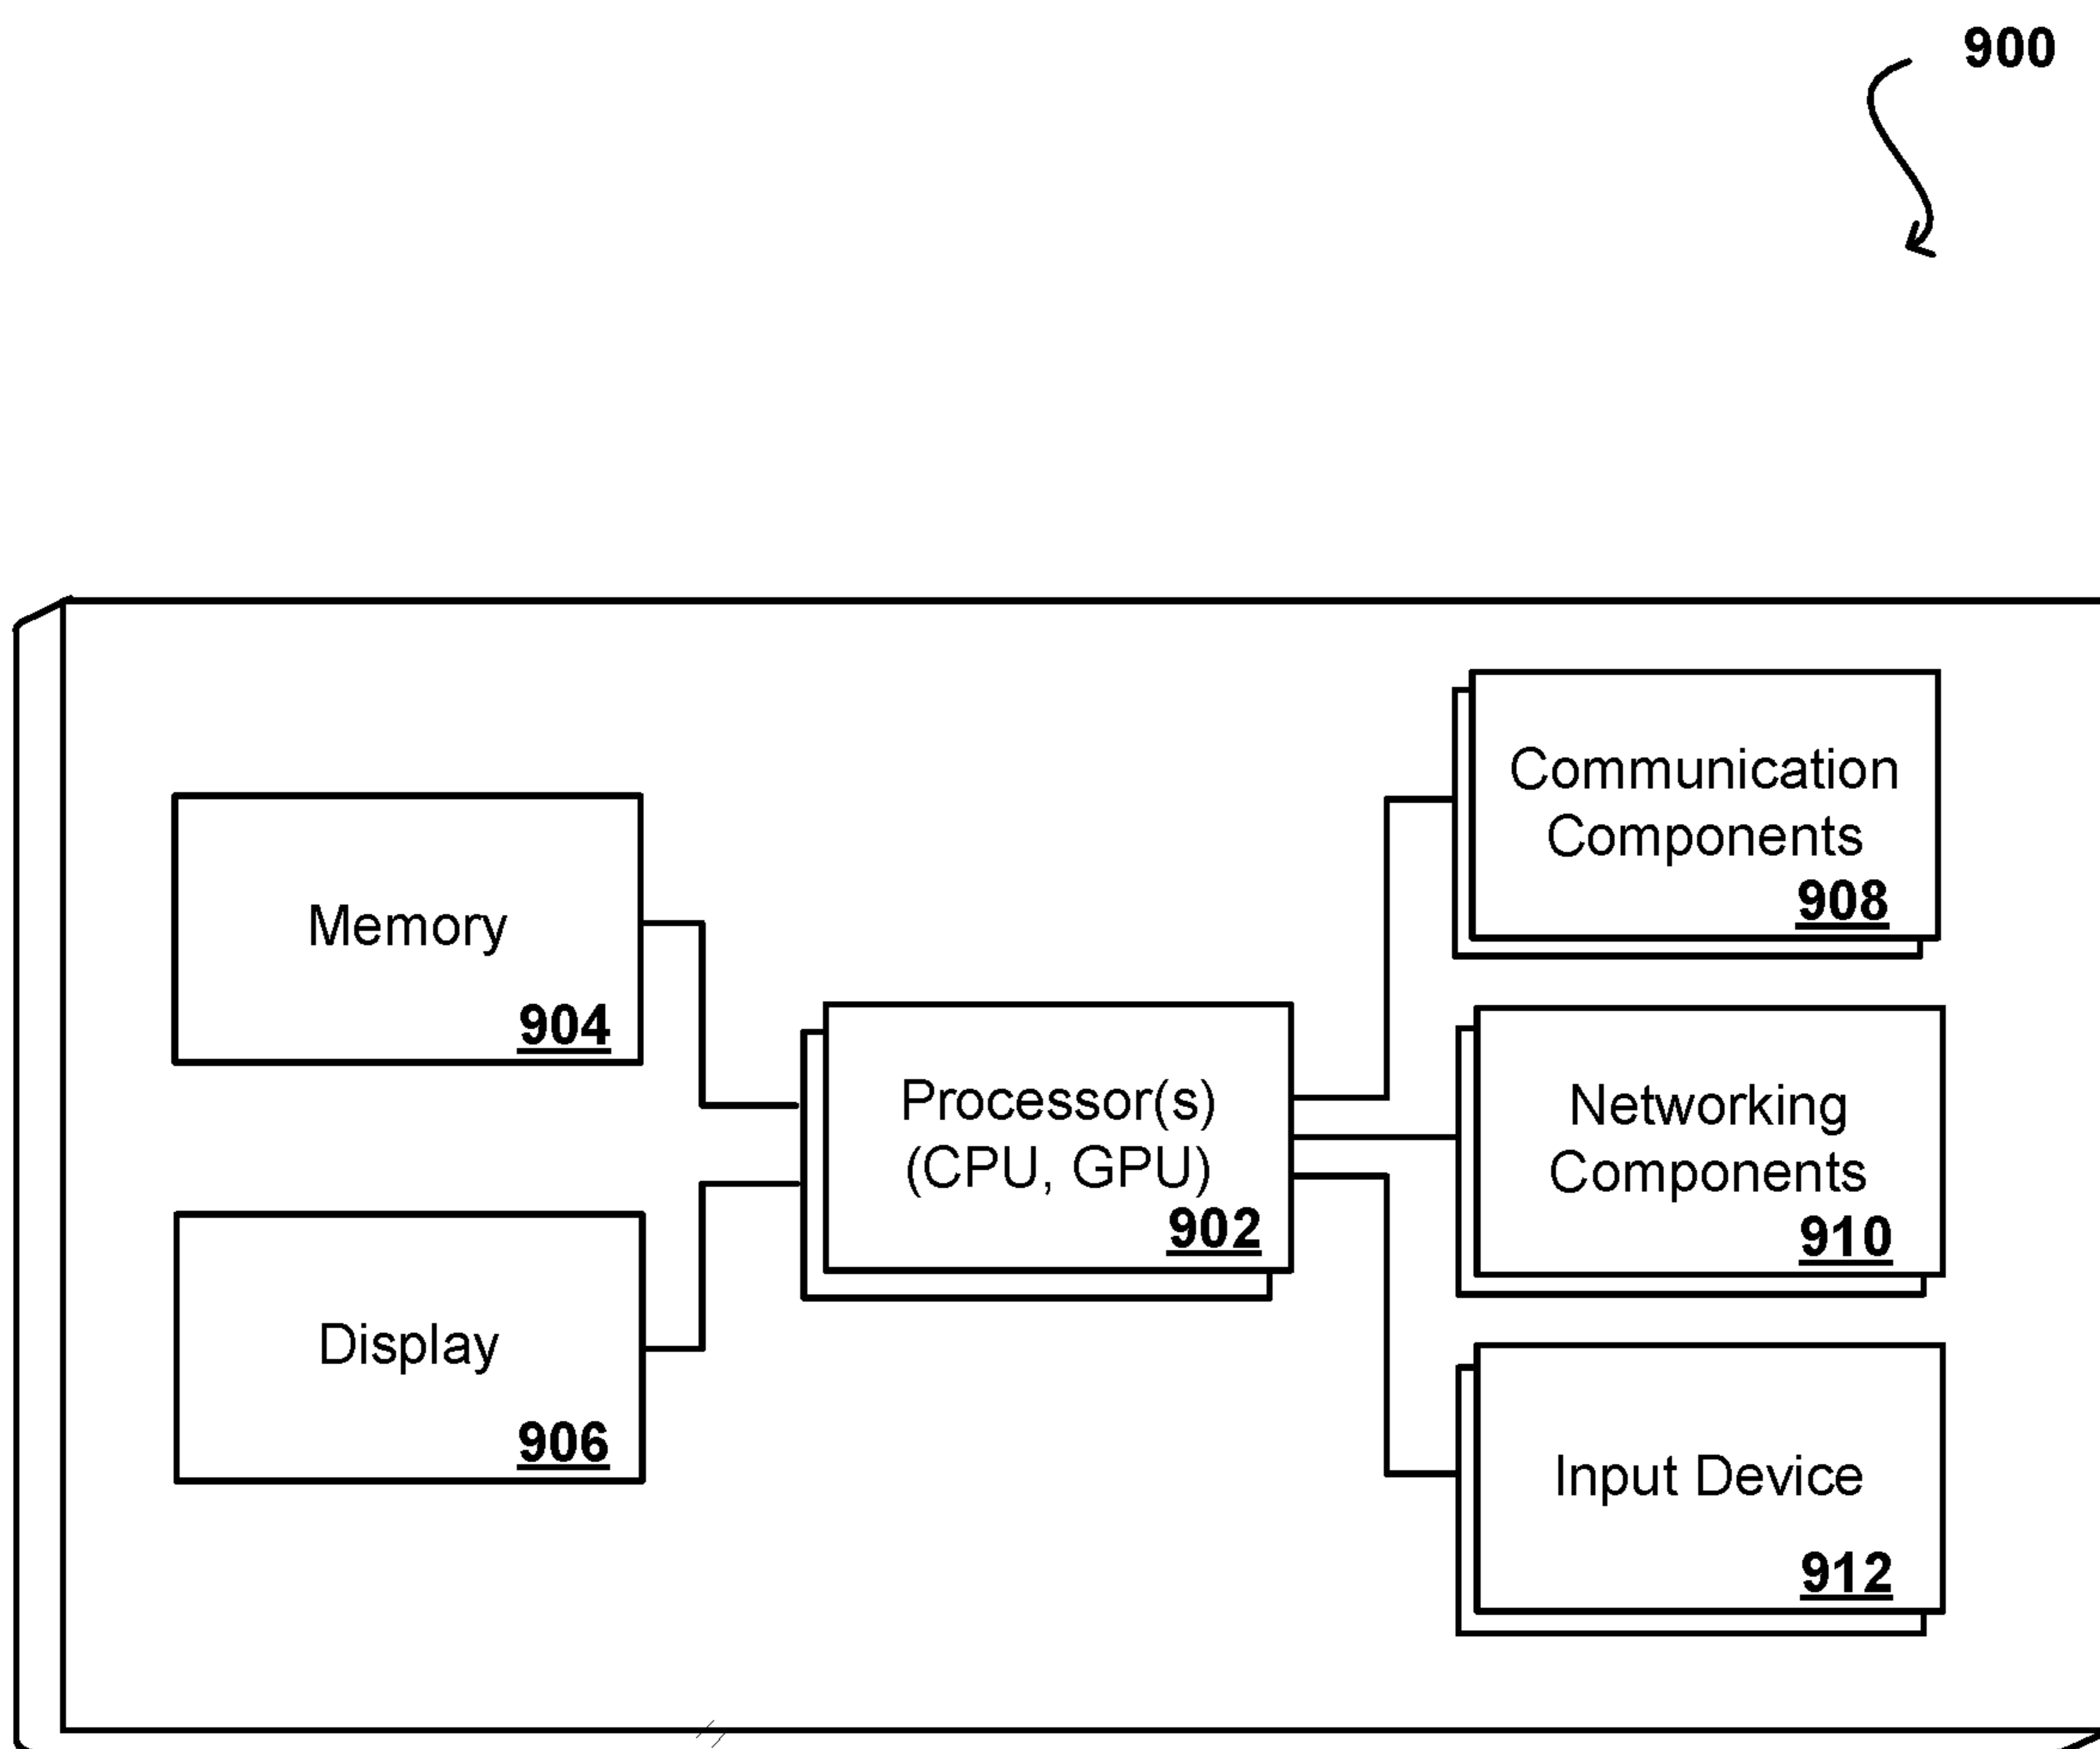 900
Communication
Components
908
Memory
904
Processor(s)
(CPU, GPU)
902
Networking
Components
910
Display
906
Input Device
912